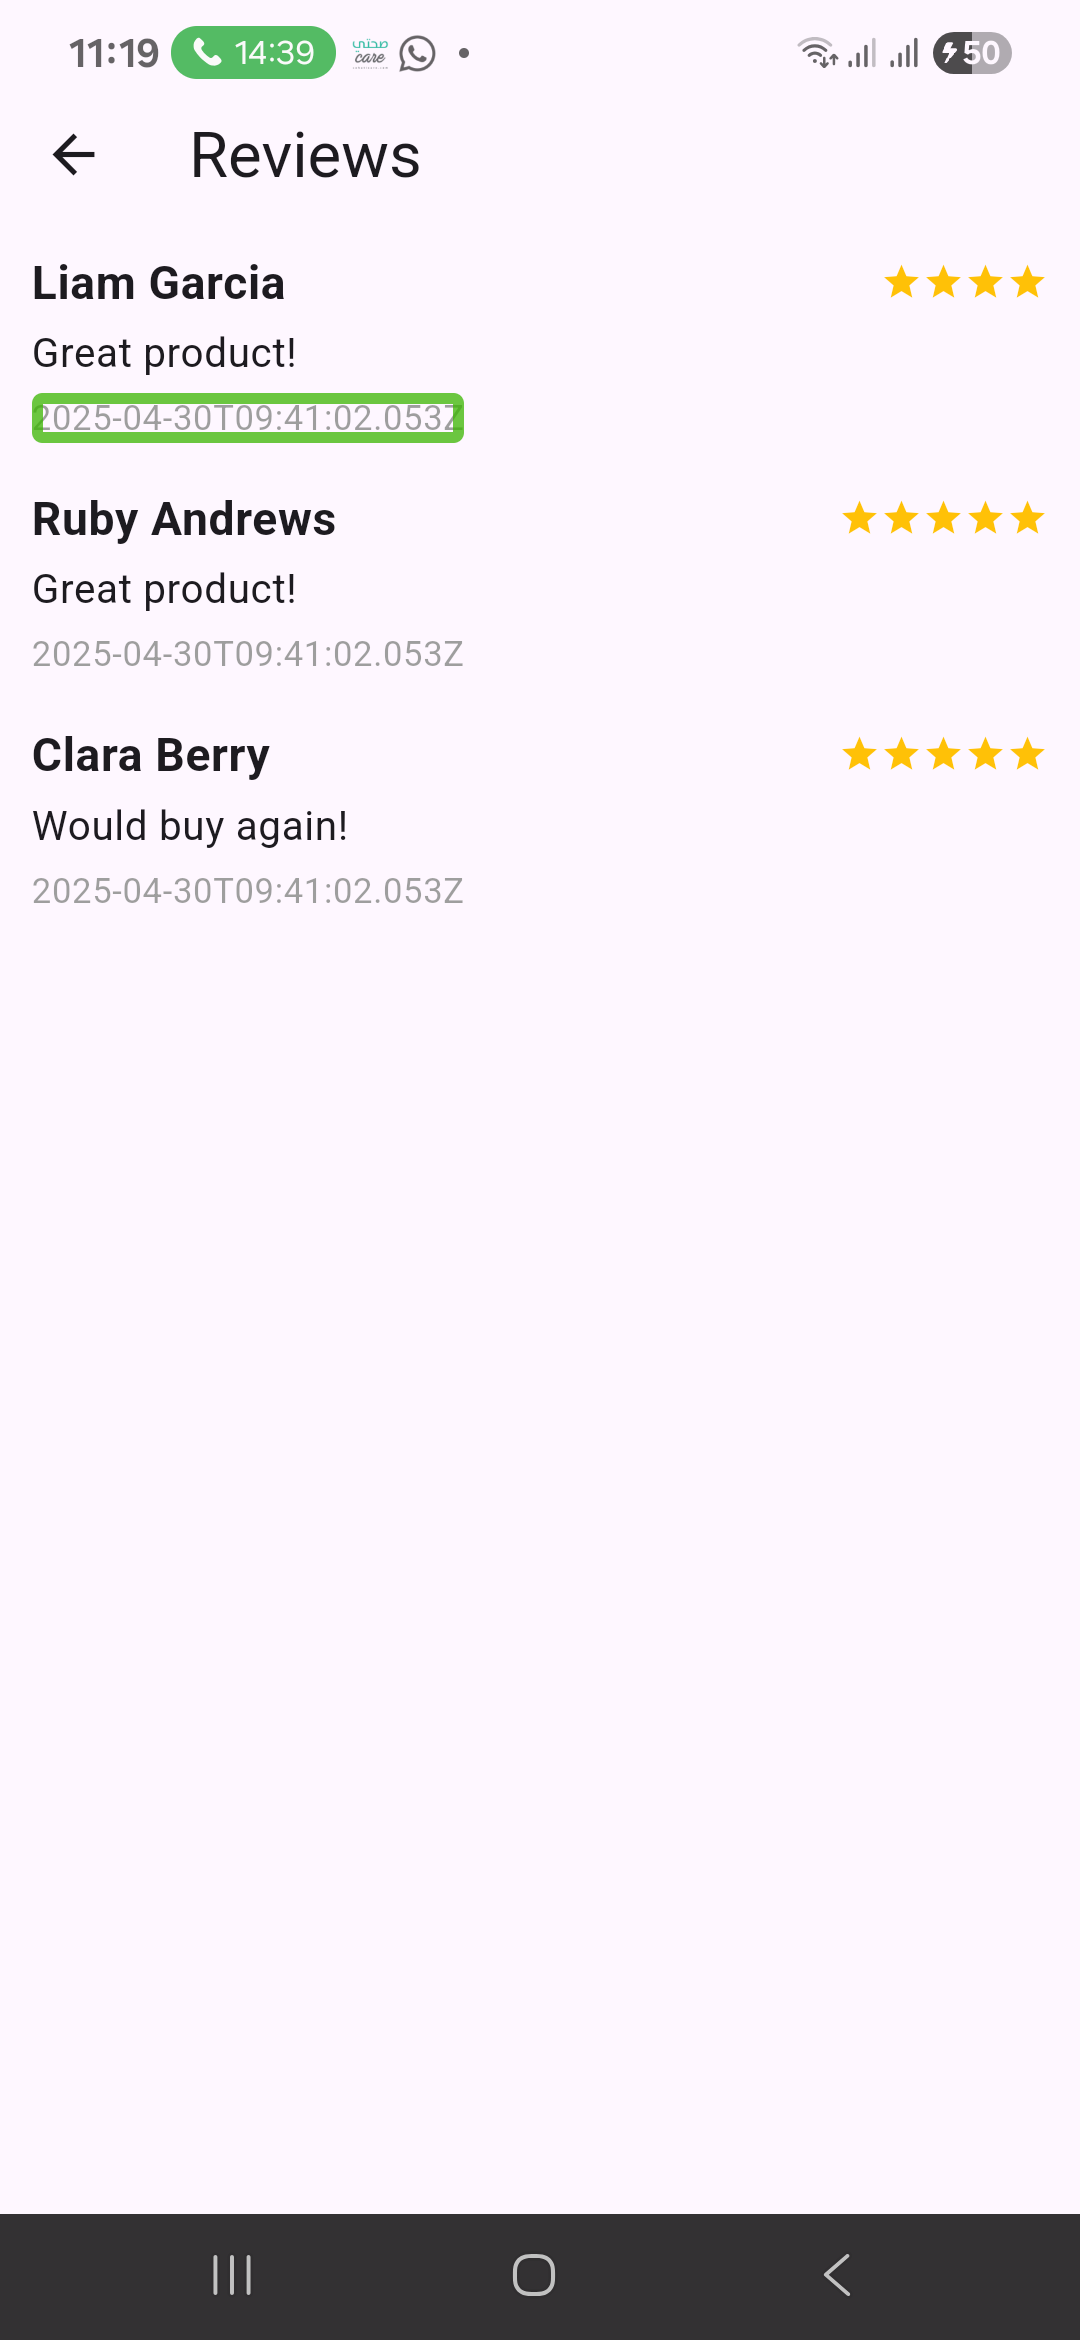 11:19
14:39
صحتي
care
50
Reviews
Liam Garcia
Great product!
2025-04-30T09:41:02.053Z
Ruby Andrews
Great product!
2025-04-30T09:41:02.053Z
Clara Berry
Would buy again!
2025-04-30T09:41:02.053Z